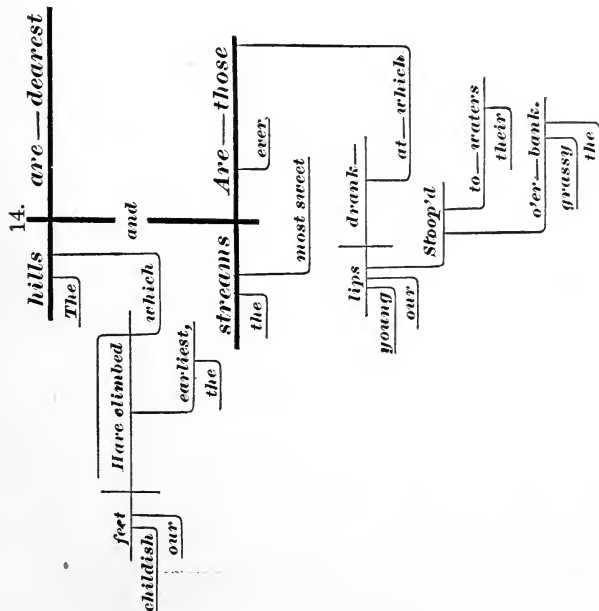 14.
hills are—dearest
The
which
Have climbed
earliest,
the
feet
childish
our
and
streams Are—those
the
most sweet
ever
at—which
lips drank—
young
our
Stoop'd
to—waters
their
o'er—bank.
grassy
the